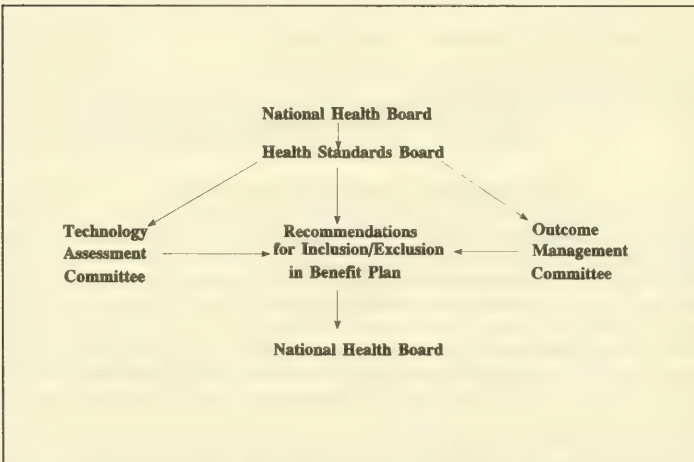 National Health Board
Health Standards Board
Technology
Assessment
Committee
Recommendations
for Inclusion/Exclusion
in Benefit Plan
Outcome
Management
Committee
National Health Board